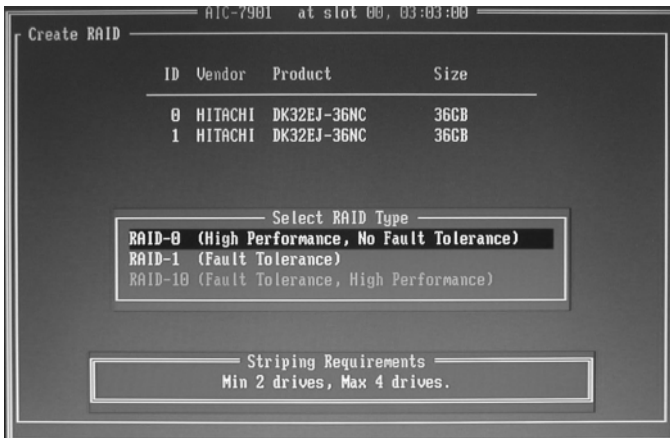 AIC-7901 at slot 00, 03:03:00
Create RAID
ID Vendor Product Size
0 HITACHI DK32EJ-36NC 36GB
1 HITACHI DK32EJ-36NC 36GB
Select RAID Type
RAID-0 (High Performance, No Fault Tolerance)
RAID-1 (Fault Tolerance)
RAID-10 (Fault Tolerance, High Performance)
Striping Requirements
Min 2 drives, Max 4 drives.